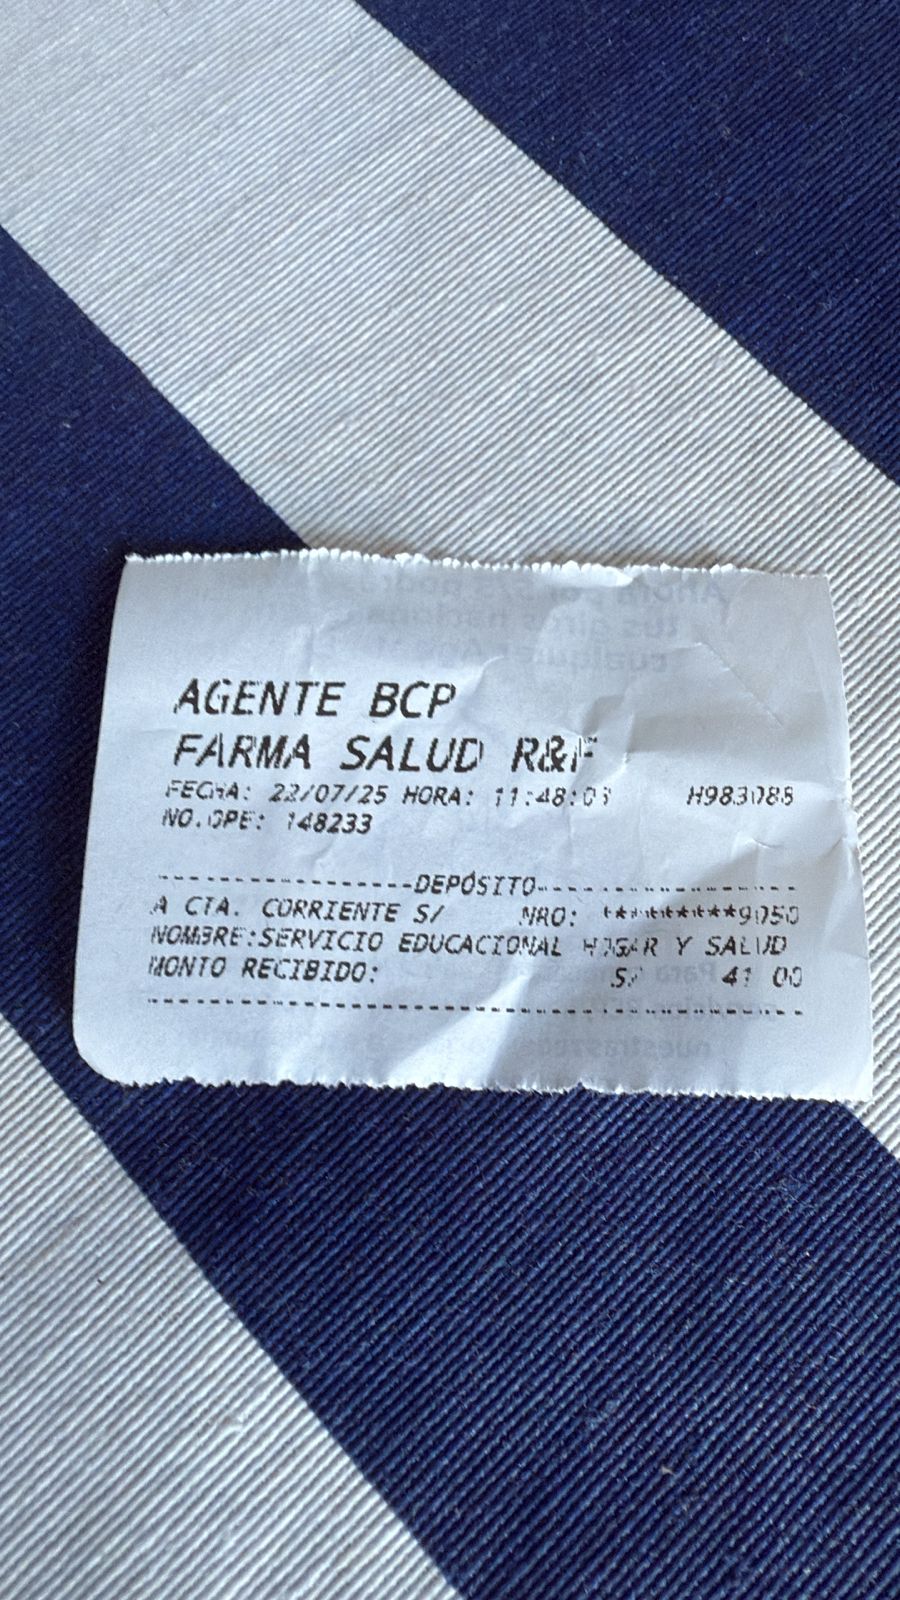 AGENTE BCP
FARMA SALUD R&F
FECHA: 22/07/25 HORA: 11:48: H983088
NO.OPE: 148233
-----------------DEPÓSITO-----------------
A CTA. CORRIENTE S/ NRO: *********9050
NOMBRE:SERVICIO EDUCACIONAL HOGAR Y SALUD
MONTO RECIBIDO: S/ 41.00